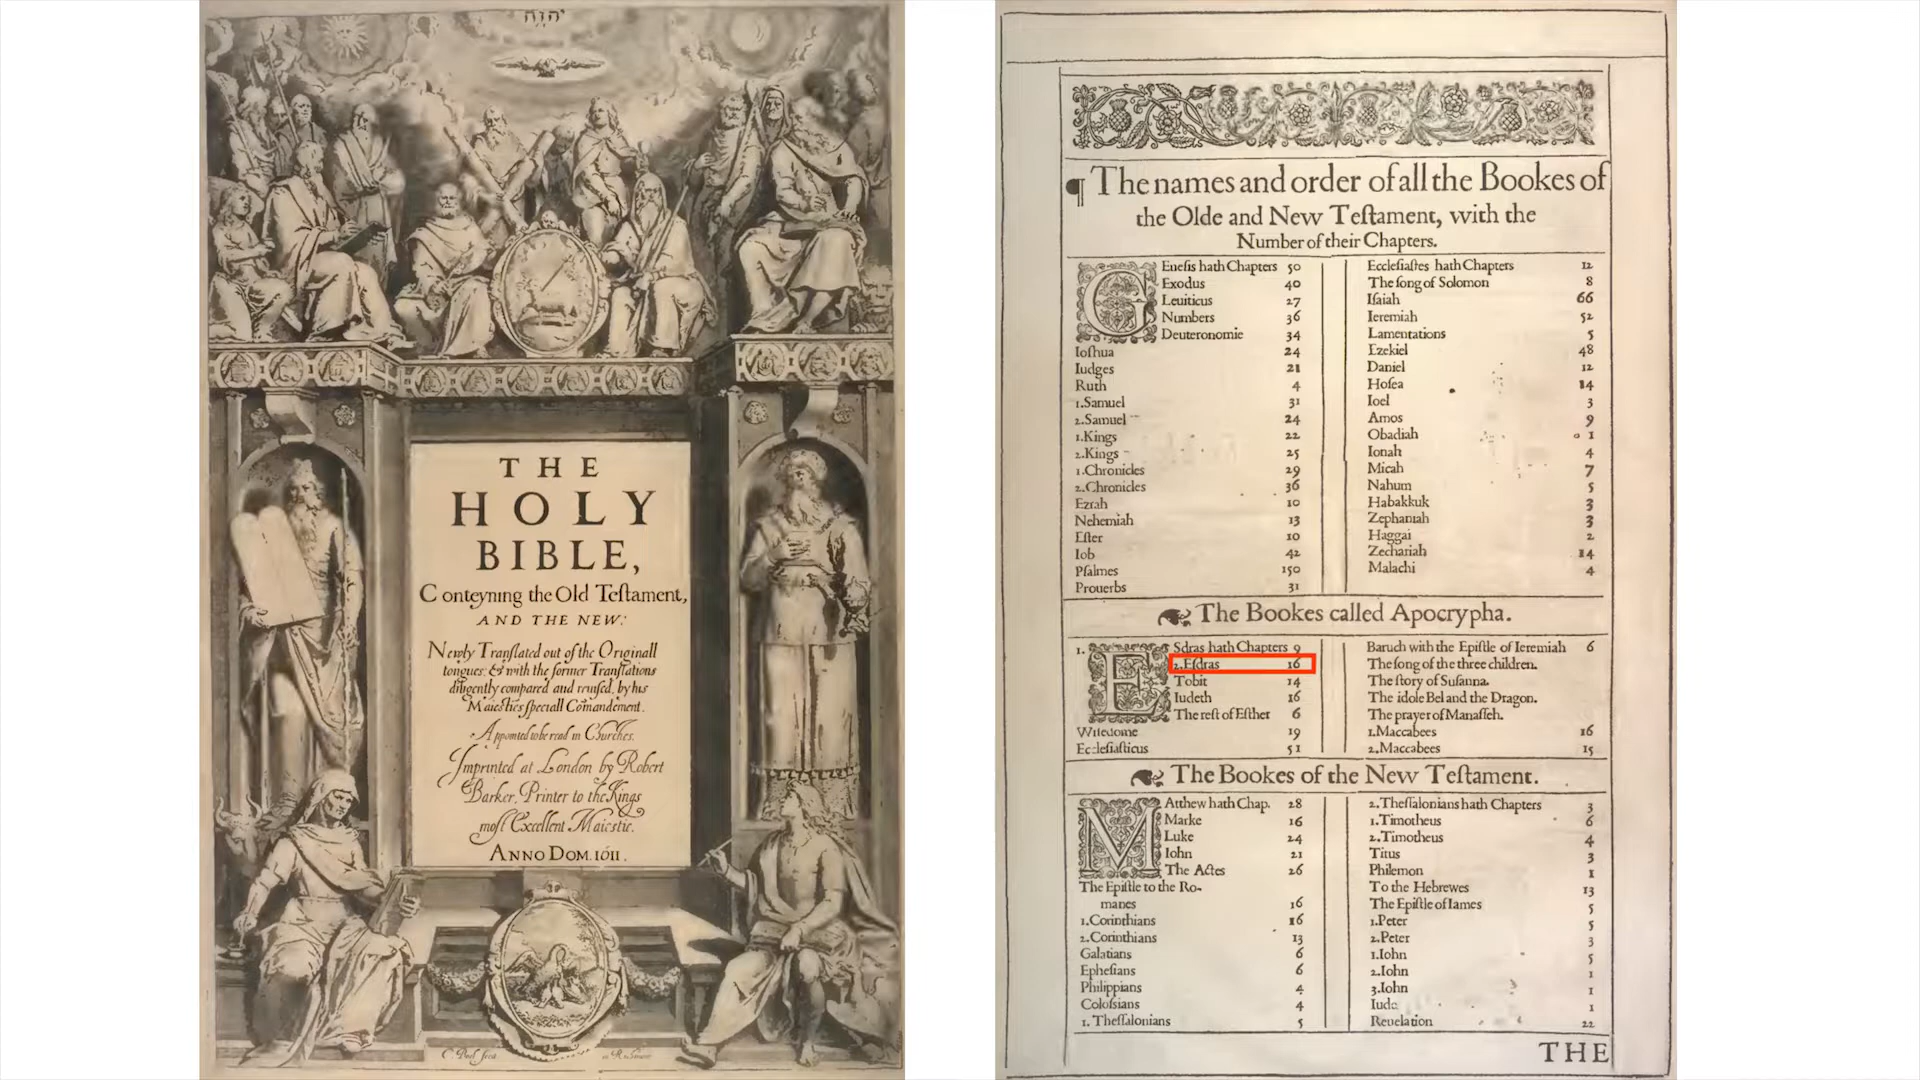 יהוה
THE
HOLY
BIBLE,
Conteyning the Old Teſtament,
AND THE NEW:
Newly Tranſlated out of the Originall
tongues: & with the former Tranſlations
diligently compared and reuiſed, by his
Maieſties ſpeciall Comandement.
Appointed to be read in Churches.
Imprinted at London by Robert
Barker, Printer to the Kings
moſt Excellent Maieſtie.
ANNO DOM. 1611.
¶ The names and order of all the Bookes of
the Olde and New Teſtament, with the
Number of their Chapters.
Geneſis hath Chapters 50
Exodus 40
Leuiticus 27
Numbers 36
Deuteronomie 34
Ioſhua 24
Iudges 21
Ruth 4
1.Samuel 31
2.Samuel 24
1.Kings 22
2.Kings 25
1.Chronicles 29
2.Chronicles 36
Ezrah 10
Nehemiah 13
Eſter 10
Iob 42
Pſalmes 150
Prouerbs 31
Eccleſiaſtes hath Chapters 12
The ſong of Solomon 8
Iſaiah 66
Ieremiah 52
Lamentations 5
Ezekiel 48
Daniel 12
Hoſea 14
Ioel 3
Amos 9
Obadiah 1
Ionah 4
Micah 7
Nahum 5
Habakkuk 3
Zephaniah 3
Haggai 2
Zechariah 14
Malachi 4
The Bookes called Apocrypha.
1. Eſdras hath Chapters 9
2.Eſdras 16
Tobit 14
Iudeth 16
The reſt of Eſther 6
Wiſedome 19
Eccleſiaſticus 51
Baruch with the Epiſtle of Ieremiah 6
The ſong of the three children.
The ſtory of Suſanna.
The idole Bel and the Dragon.
The prayer of Manaſſeh.
1.Maccabees 16
2.Maccabees 15
The Bookes of the New Teſtament.
Matthew hath Chap. 28
Marke 16
Luke 24
Iohn 21
The Actes 26
The Epiſtle to the Ro-
manes 16
1.Corinthians 16
2.Corinthians 13
Galatians 6
Epheſians 6
Philippians 4
Coloſsians 4
1. Theſſalonians 5
2.Theſſalonians hath Chapters 3
1.Timotheus 6
2.Timotheus 4
Titus 3
Philemon 1
To the Hebrewes 13
The Epiſtle of Iames 5
1.Peter 5
2.Peter 3
1.Iohn 5
2.Iohn 1
3.Iohn 1
Iude 1
Reuelation 22
THE